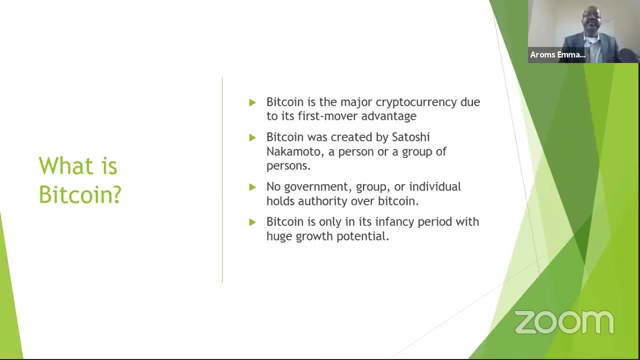 Aroms Emma...
What is
Bitcoin?
Bitcoin is the major cryptocurrency due
to its first-mover advantage
Bitcoin was created by Satoshi
Nakamoto, a person or a group of
persons.
No government, group, or individual
holds authority over bitcoin.
Bitcoin is only in its infancy period with
huge growth potential.
zoom